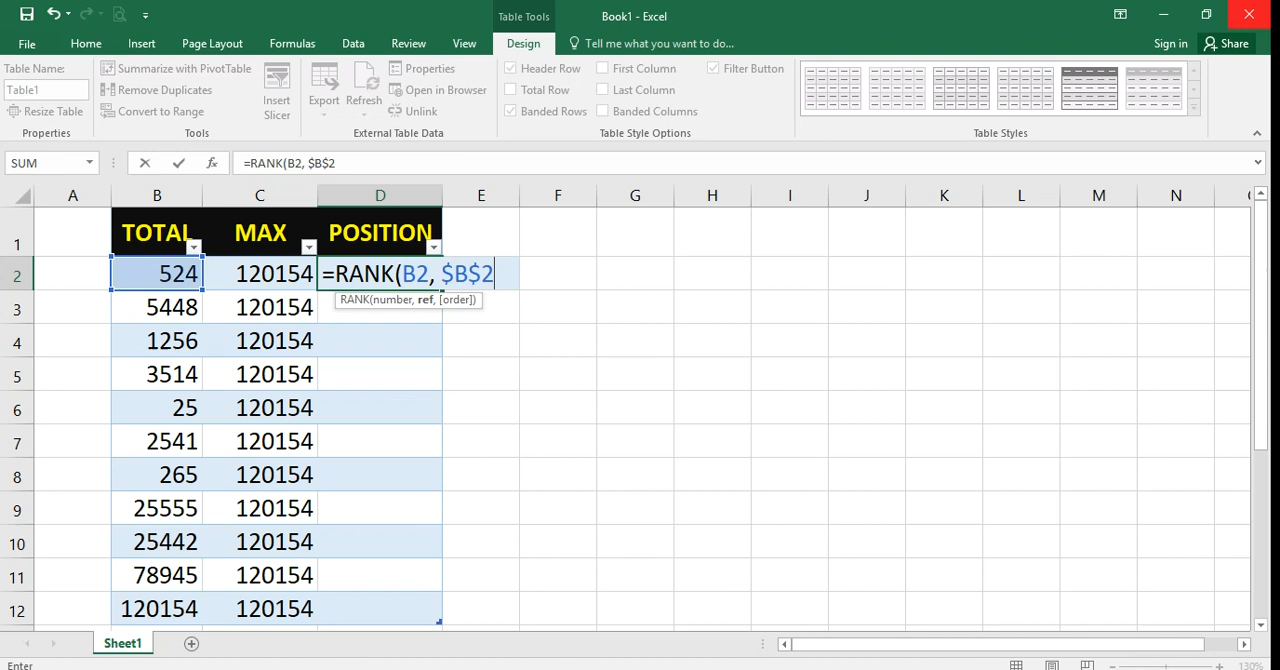 Table Tools
Book1 - Excel
File Home Insert Page Layout Formulas Data Review View Design Tell me what you want to do... Sign in Share
Table Name: Summarize with PivotTable Properties Header Row First Column Filter Button
Table1 Remove Duplicates Insert Slicer Export Refresh Open in Browser Total Row Last Column
Resize Table Convert to Range Unlink Banded Rows Banded Columns
Properties Tools External Table Data Table Style Options Table Styles
SUM fx =RANK(B2, $B$2
A B C D E F G H I J K L M N
1 TOTAL MAX POSITION
2 524 120154 =RANK(B2, $B$2
RANK(number, ref, [order])
3 5448 120154
4 1256 120154
5 3514 120154
6 25 120154
7 2541 120154
8 265 120154
9 25555 120154
10 25442 120154
11 78945 120154
12 120154 120154
Sheet1
Enter 130%